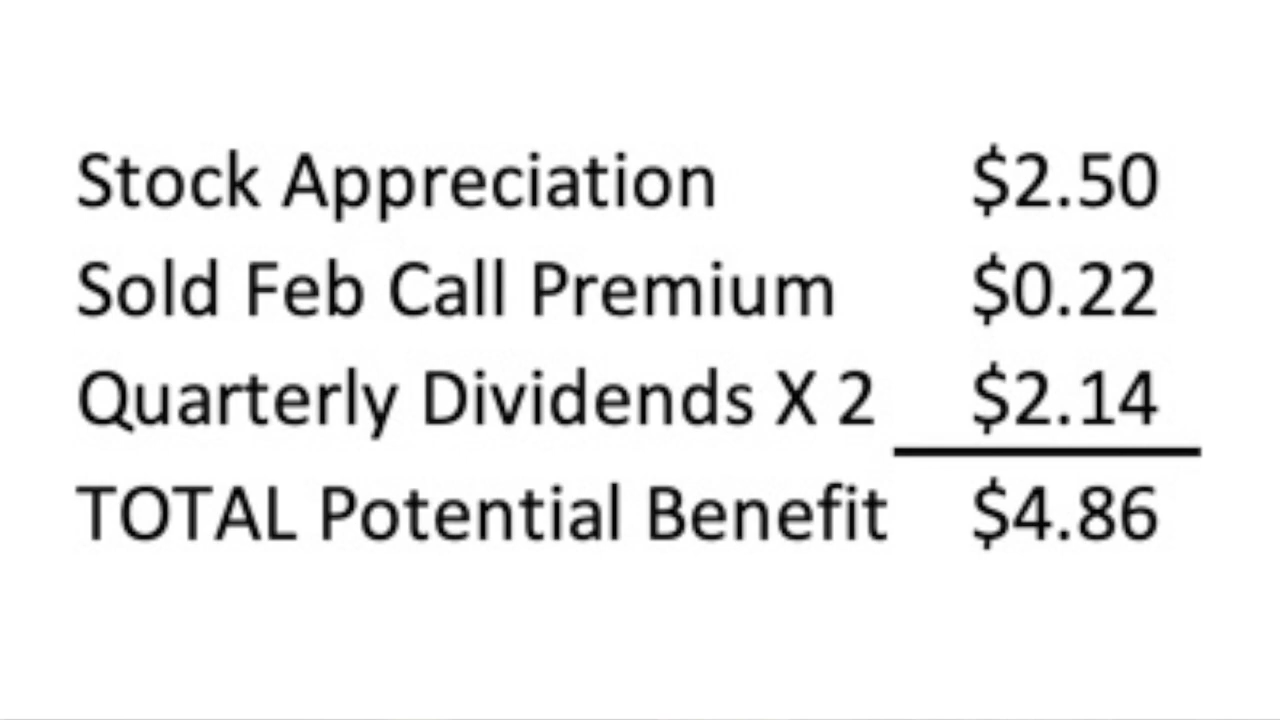 Stock Appreciation $2.50
Sold Feb Call Premium $0.22
Quarterly Dividends X 2 $2.14
TOTAL Potential Benefit $4.86